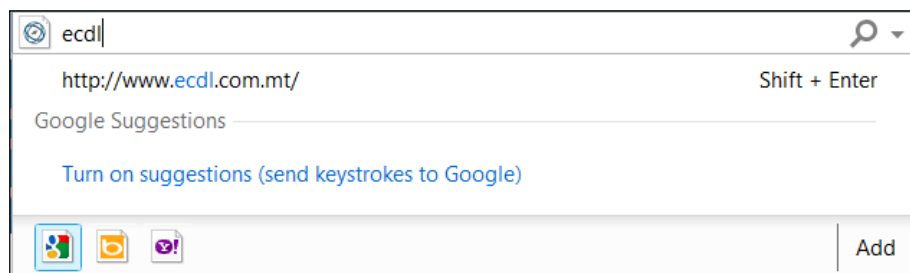 ecdl
http://www.ecdl.com.mt/ Shift + Enter
Google Suggestions
Turn on suggestions (send keystrokes to Google)
Add